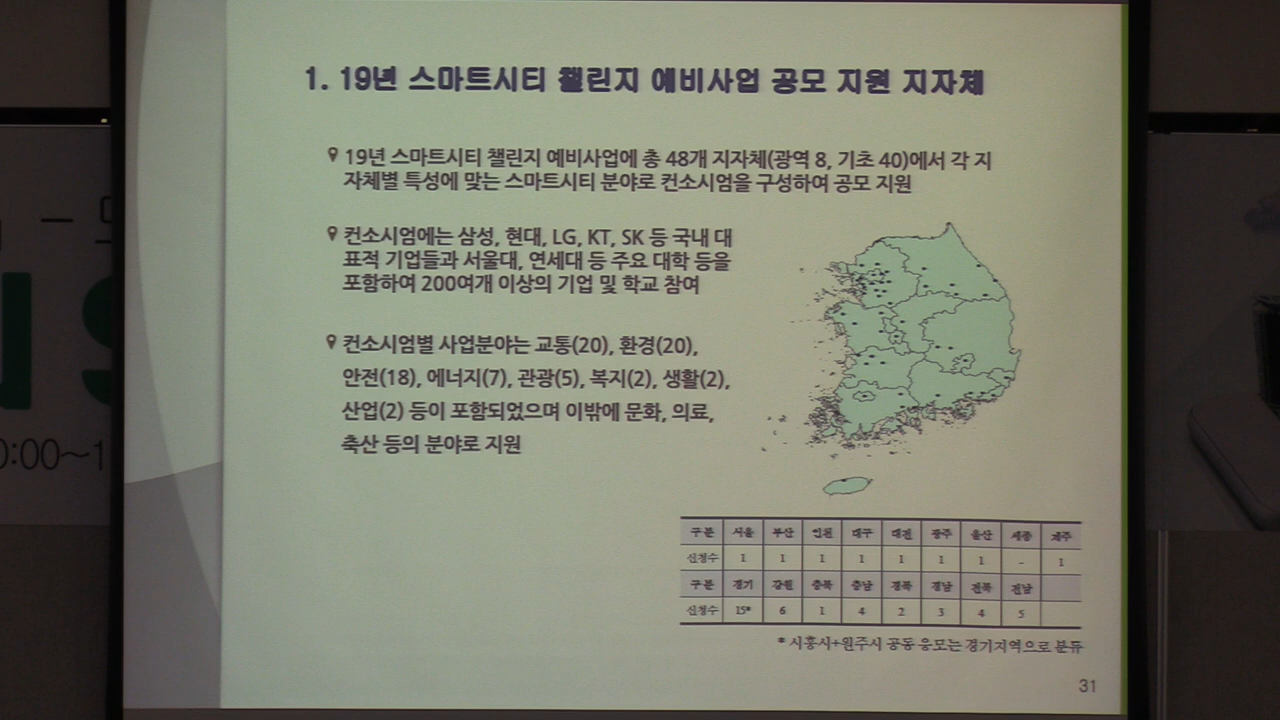 1. 19년 스마트시티 챌린지 예비사업 공모 지원 지자체
19년 스마트시티 챌린지 예비사업에 총 48개 지자체(광역 8, 기초 40)에서 각 지
자체별 특성에 맞는 스마트시티 분야로 컨소시엄을 구성하여 공모 지원
컨소시엄에는 삼성, 현대, LG, KT, SK 등 국내 대
표적 기업들과 서울대, 연세대 등 주요 대학 등을
포함하여 200여개 이상의 기업 및 학교 참여
컨소시엄별 사업분야는 교통(20), 환경(20),
안전(18), 에너지(7), 관광(5), 복지(2), 생활(2),
산업(2) 등이 포함되었으며 이밖에 문화, 의료,
축산 등의 분야로 지원
구분 서울 부산 인천 대구 대전 광주 울산 세종 제주
신청수 1 1 1 1 1 1 1 - 1
구분 경기 강원 충북 충남 경북 경남 전북 전남
신청수 15* 6 1 4 2 3 4 5
* 시흥시+원주시 공동 응모는 경기지역으로 분류
31
0:00~1